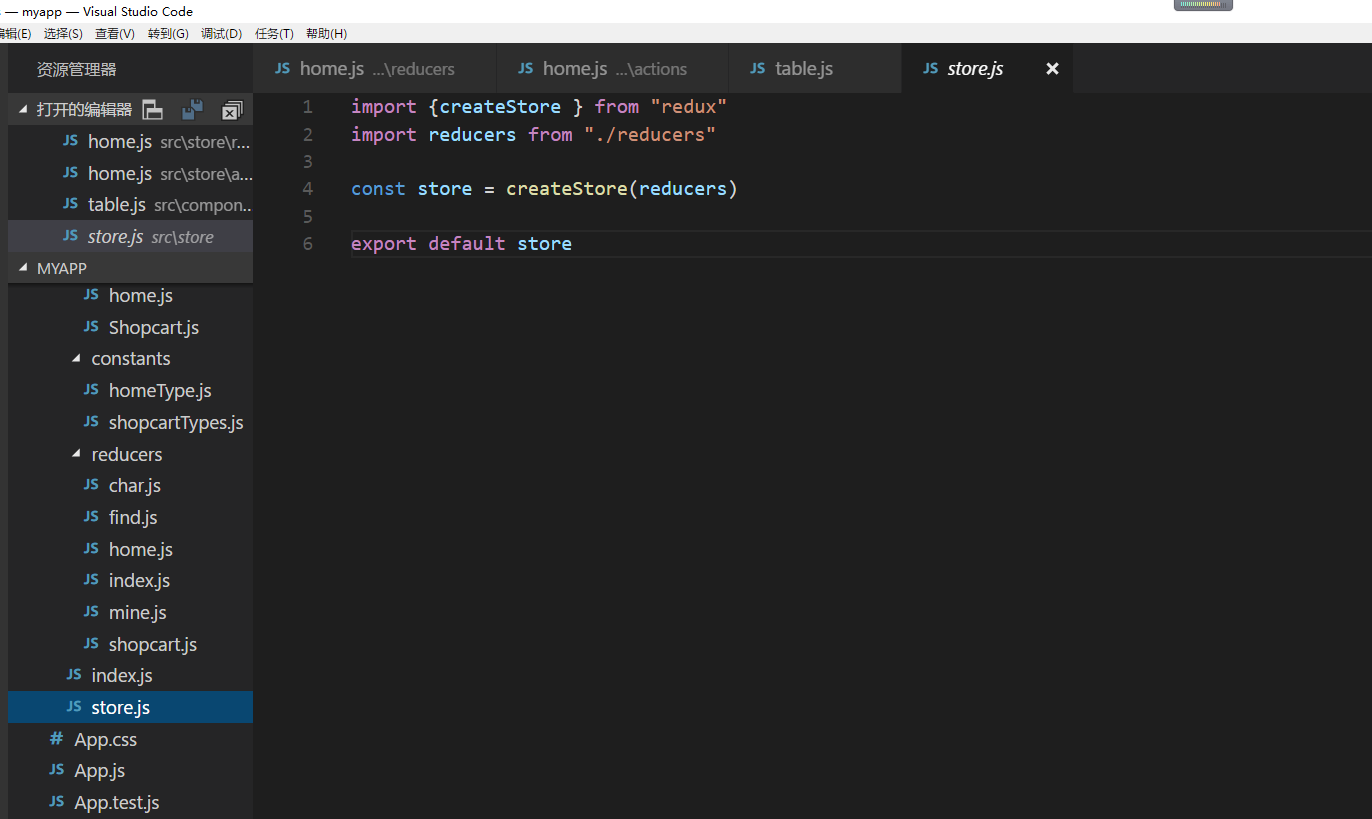 — myapp — Visual Studio Code
编辑(E) 选择(S) 查看(V) 转到(G) 调试(D) 任务(T) 帮助(H)
资源管理器
JS home.js ...\reducers
JS home.js ...\actions
JS table.js
JS store.js
打开的编辑器
JS home.js src\store\r...
JS home.js src\store\a...
JS table.js src\compon...
JS store.js src\store
MYAPP
JS home.js
JS Shopcart.js
constants
JS homeType.js
JS shopcartTypes.js
reducers
JS char.js
JS find.js
JS home.js
JS index.js
JS mine.js
JS shopcart.js
JS index.js
JS store.js
# App.css
JS App.js
JS App.test.js
1 import {createStore } from "redux"
2 import reducers from "./reducers"
3
4 const store = createStore(reducers)
5
6 export default store